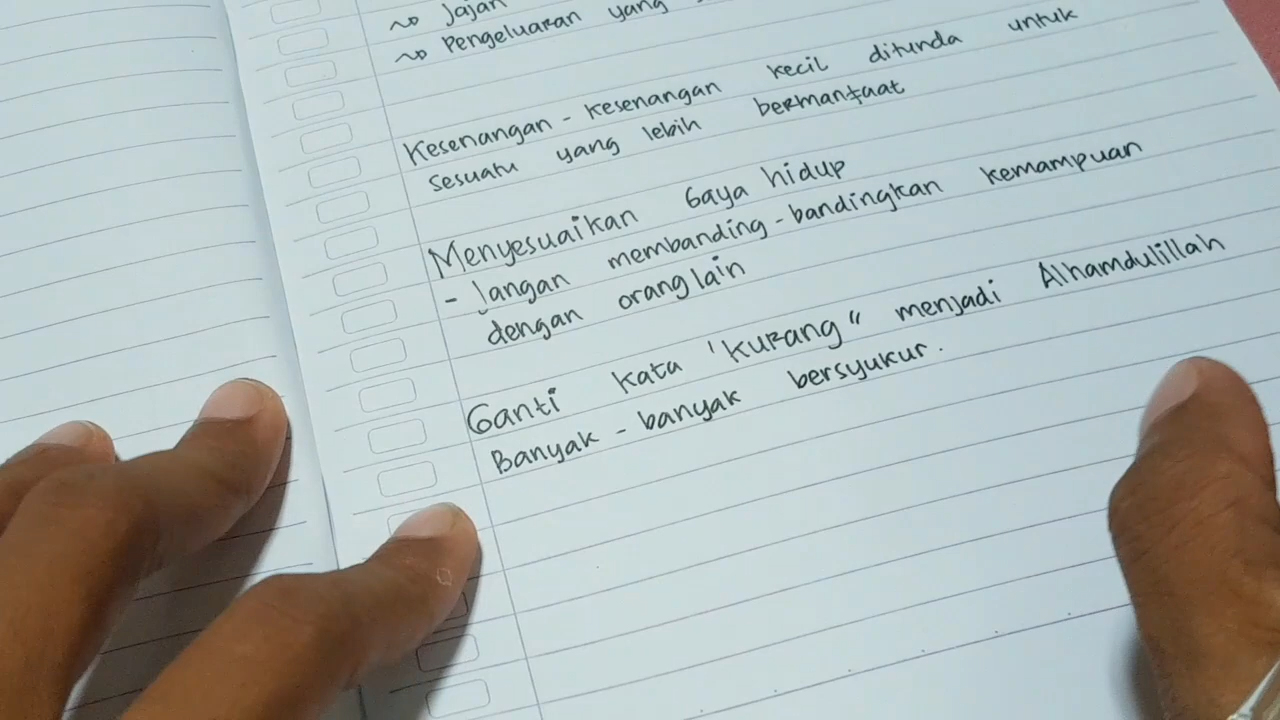 ~> Jajan
~> Pengeluaran yang
Kesenangan - kesenangan kecil ditunda untuk
sesuatu yang lebih bermanfaat
Menyesuaikan Gaya hidup
- Jangan membanding - bandingkan kemampuan
dengan orang lain
Ganti kata 'kurang" menjadi Alhamdulillah
Banyak - banyak bersyukur.